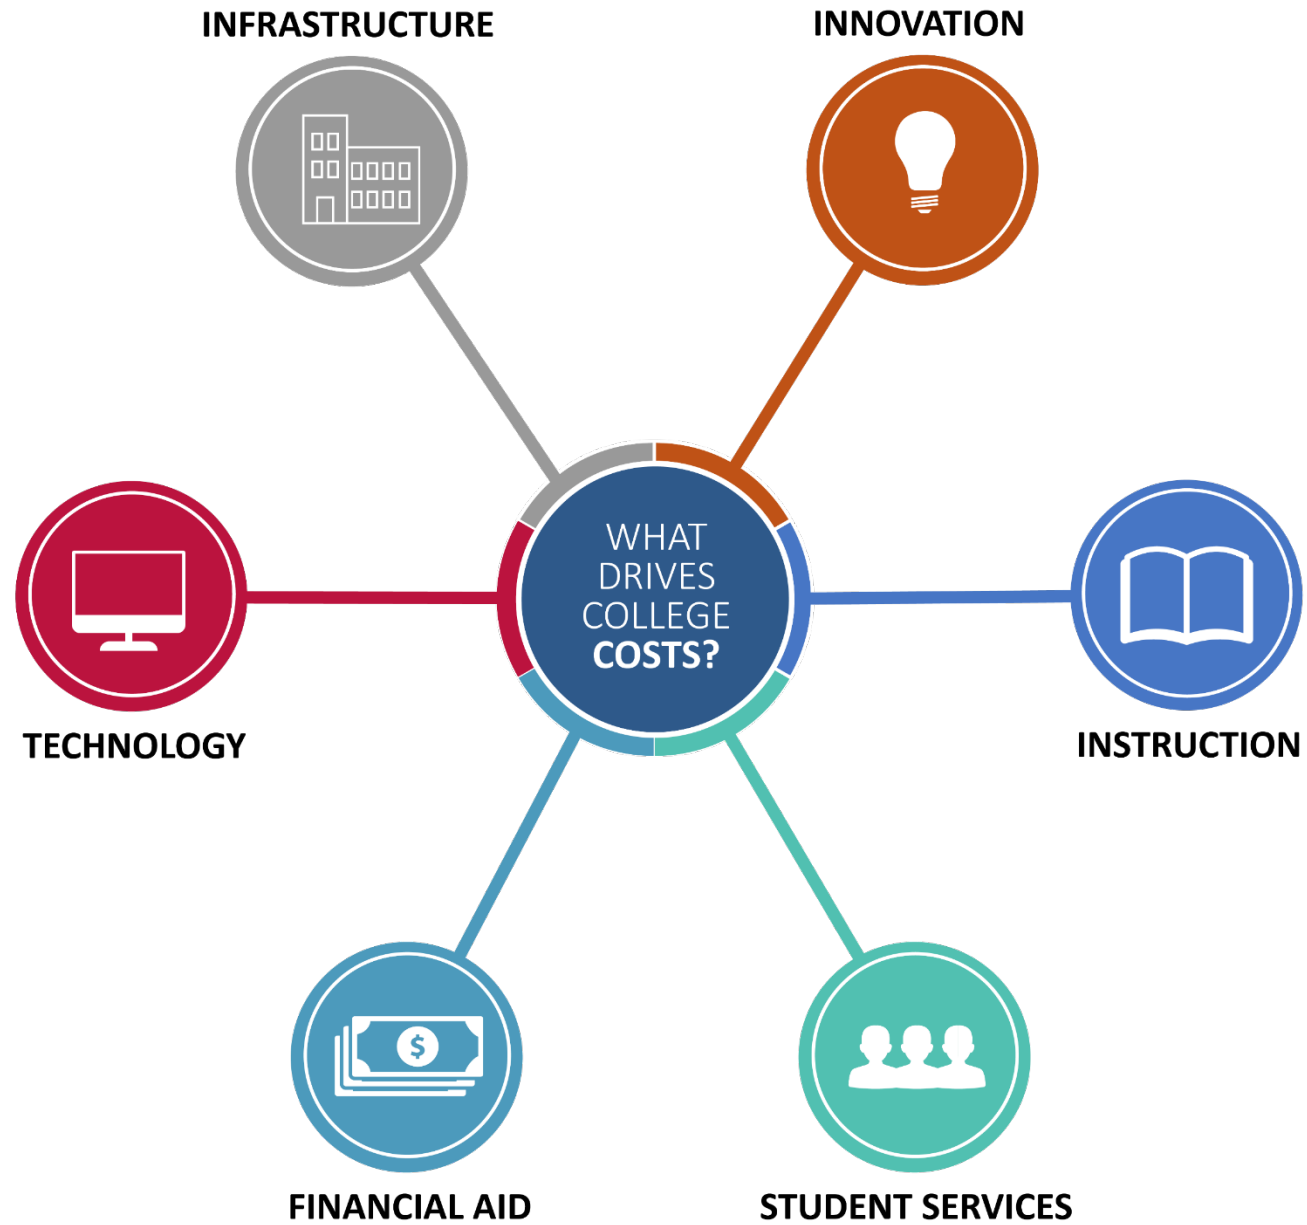 INFRASTRUCTURE
INNOVATION
WHAT
DRIVES
COLLEGE
COSTS?
TECHNOLOGY
INSTRUCTION
$
FINANCIAL AID
STUDENT SERVICES